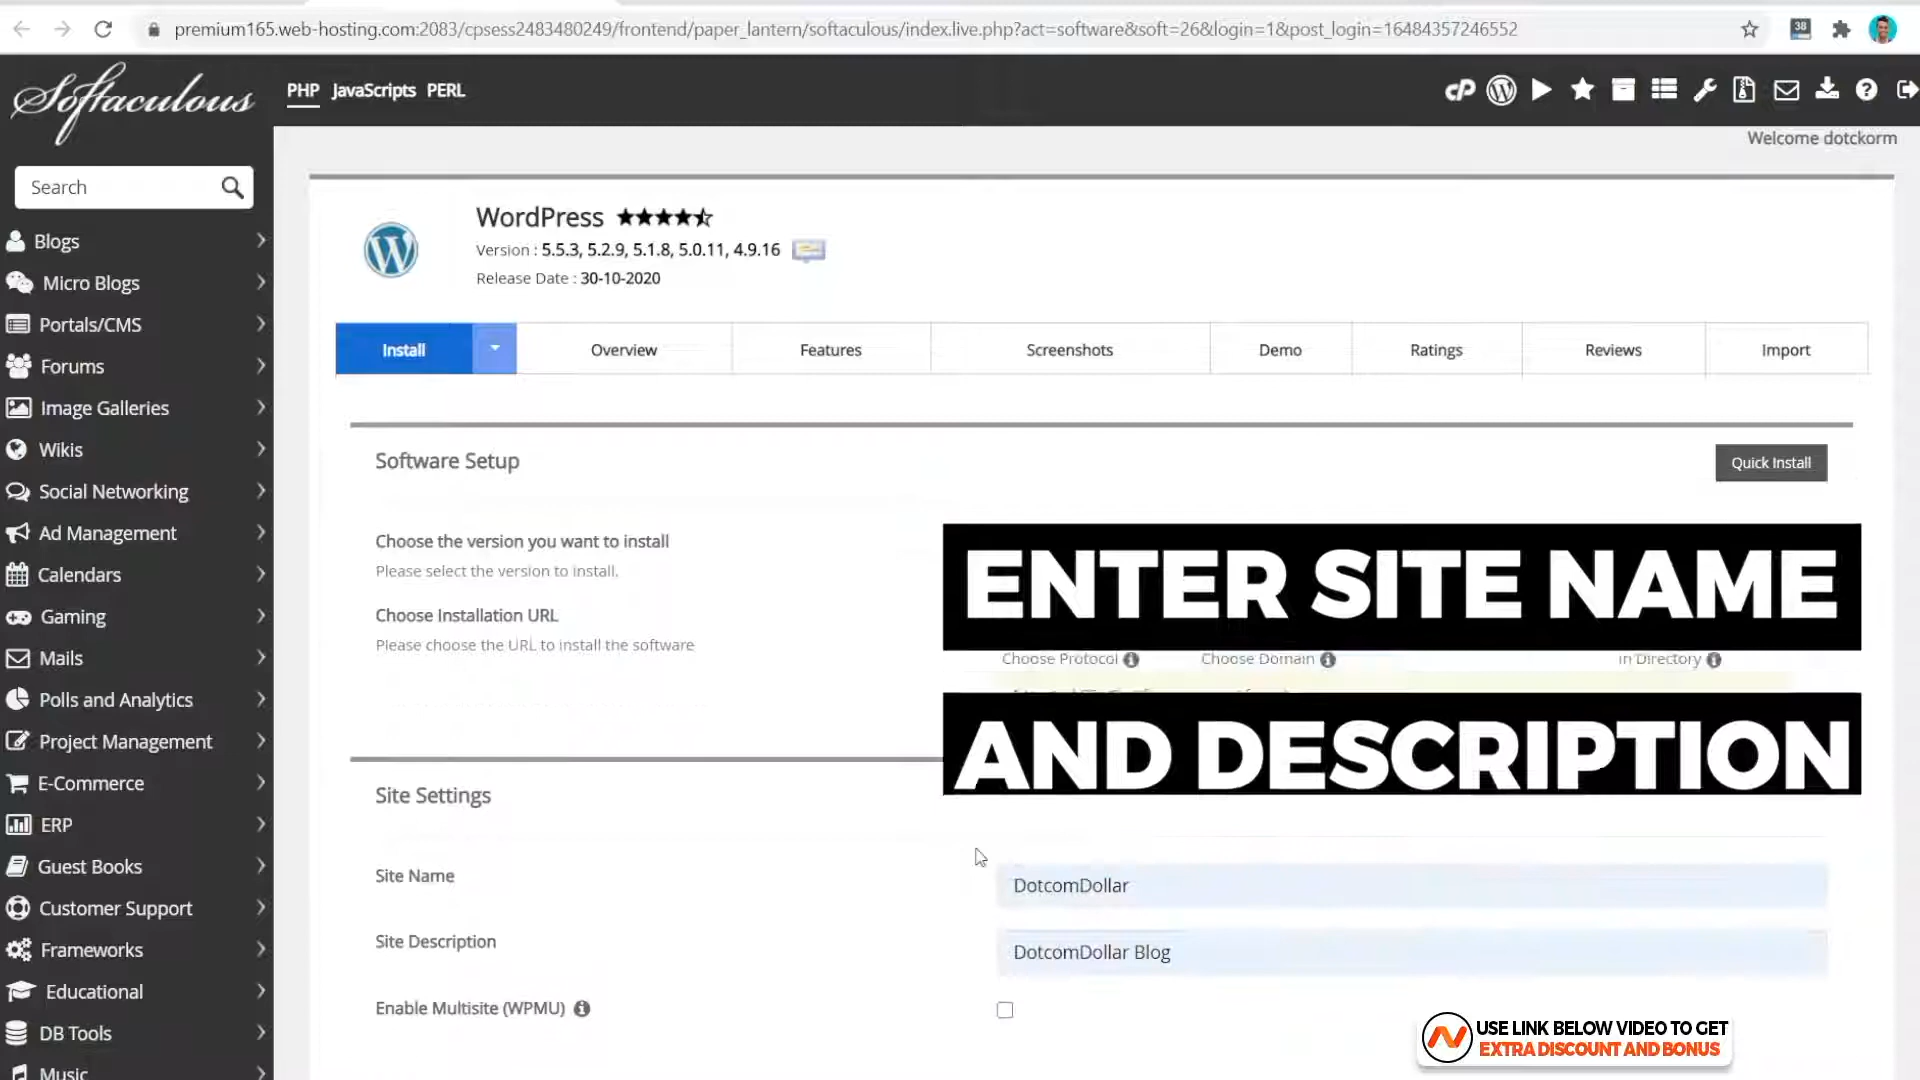 premium165.web-hosting.com:2083/cpsess2483480249/frontend/paper_lantern/softaculous/index.live.php?act=software&soft=26&login=1&post_login=16484357246552
38
Softaculous
PHP JavaScripts PERL
cP
Welcome dotckorm
Search
Blogs
Micro Blogs
Portals/CMS
Forums
Image Galleries
Wikis
Social Networking
Ad Management
Calendars
Gaming
Mails
Polls and Analytics
Project Management
E-Commerce
ERP
Guest Books
Customer Support
Frameworks
Educational
DB Tools
Music
WordPress
Version : 5.5.3, 5.2.9, 5.1.8, 5.0.11, 4.9.16
Release Date : 30-10-2020
Install Overview Features Screenshots Demo Ratings Reviews Import
Software Setup
Quick Install
Choose the version you want to install
Please select the version to install.
Choose Installation URL
Please choose the URL to install the software
ENTER SITE NAME
Choose Protocol Choose Domain In Directory
AND DESCRIPTION
Site Settings
Site Name
DotcomDollar
Site Description
DotcomDollar Blog
Enable Multisite (WPMU)
USE LINK BELOW VIDEO TO GET
EXTRA DISCOUNT AND BONUS